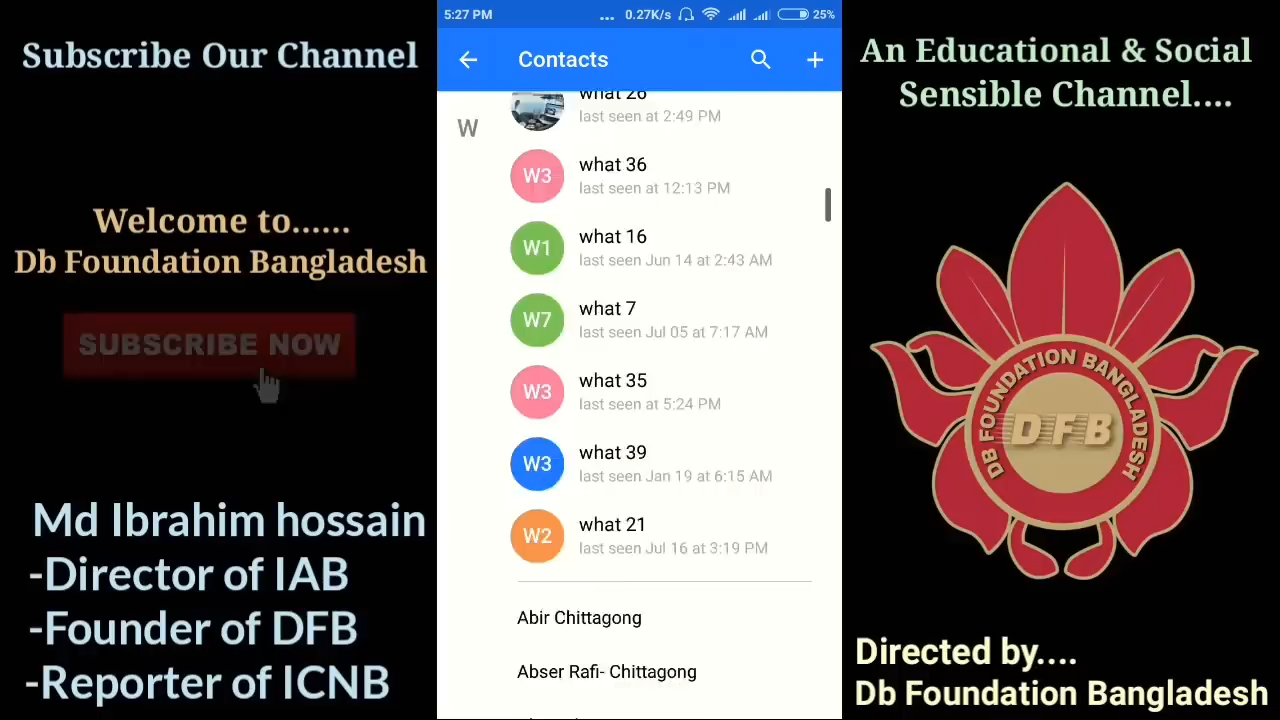 Subscribe Our Channel
Welcome to......
Db Foundation Bangladesh
SUBSCRIBE NOW
Md Ibrahim hossain
-Director of IAB
-Founder of DFB
-Reporter of ICNB
5:27 PM
... 0.27K/s 25%
Contacts
W
what 26
last seen at 2:49 PM
W3
what 36
last seen at 12:13 PM
W1
what 16
last seen Jun 14 at 2:43 AM
W7
what 7
last seen Jul 05 at 7:17 AM
W3
what 35
last seen at 5:24 PM
W3
what 39
last seen Jan 19 at 6:15 AM
W2
what 21
last seen Jul 16 at 3:19 PM
Abir Chittagong
Abser Rafi- Chittagong
An Educational & Social
Sensible Channel....
DB FOUNDATION BANGLADESH
DFB
Directed by....
Db Foundation Bangladesh